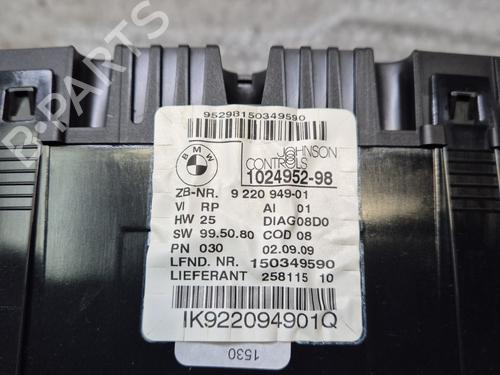 95298150349590
BMW
JOHNSON
CONTROLS
1024952-98
ZB-NR. 9 220 949-01
VI RP AI 01
HW 25 DIAG08D0
SW 99.50.80 COD 08
PN 030 02.09.09
LFND. NR. 150349590
LIEFERANT 258115 10
IK922094901Q
1530
B-PARTS